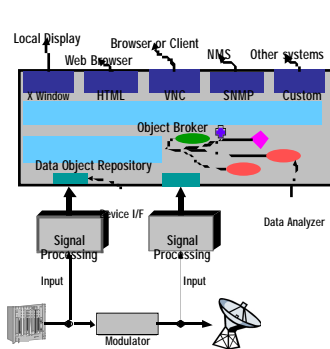 Local Display
Browser or Client
Web Browser
NMS
Other systems
X Window
HTML
VNC
SNMP
Custom
Object Broker
Data Object Repository
Device I/F
Data Analyzer
Signal
Processing
Signal
Processing
Input
Input
Modulator